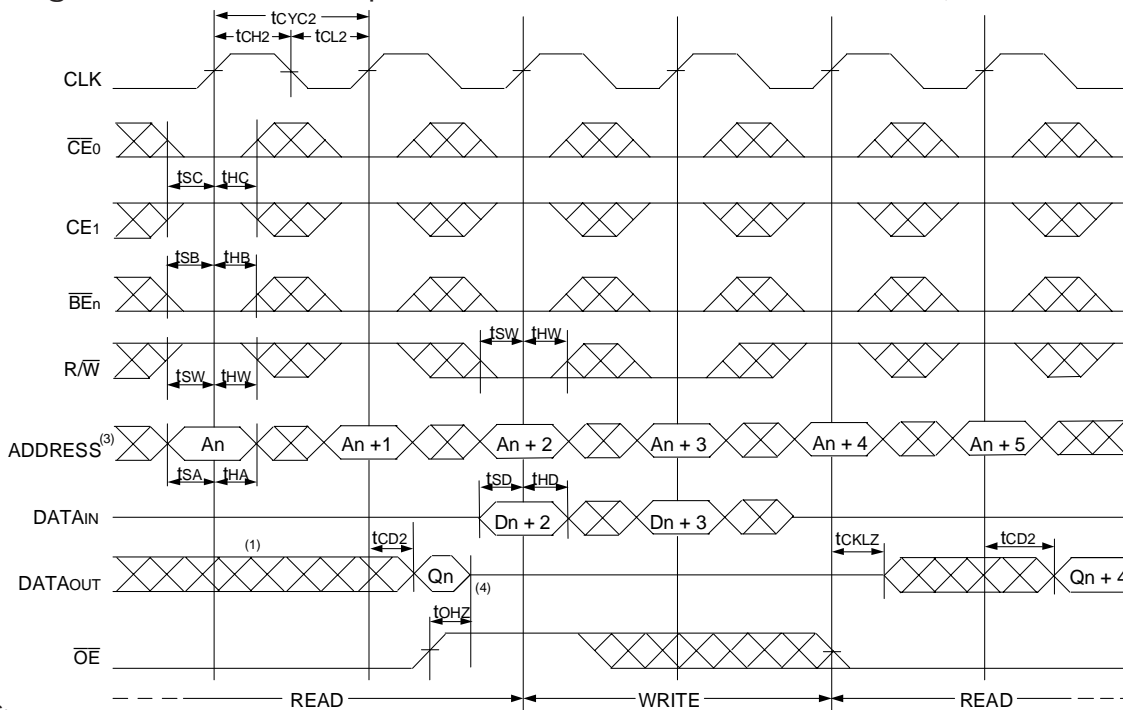 tCYC2
tCH2 tCL2
CLK
CE0
tSC tHC
CE1
tSB tHB
BEn
tSW tHW
R/W
tSW tHW
ADDRESS(3) An An + 1 An + 2 An + 3 An + 4 An + 5
tSA tHA tSD tHD
DATAIN Dn + 2 Dn + 3
tCD2 tCKLZ tCD2
(1)
DATAOUT Qn (4) Qn + 4
tOHZ
OE
READ WRITE READ